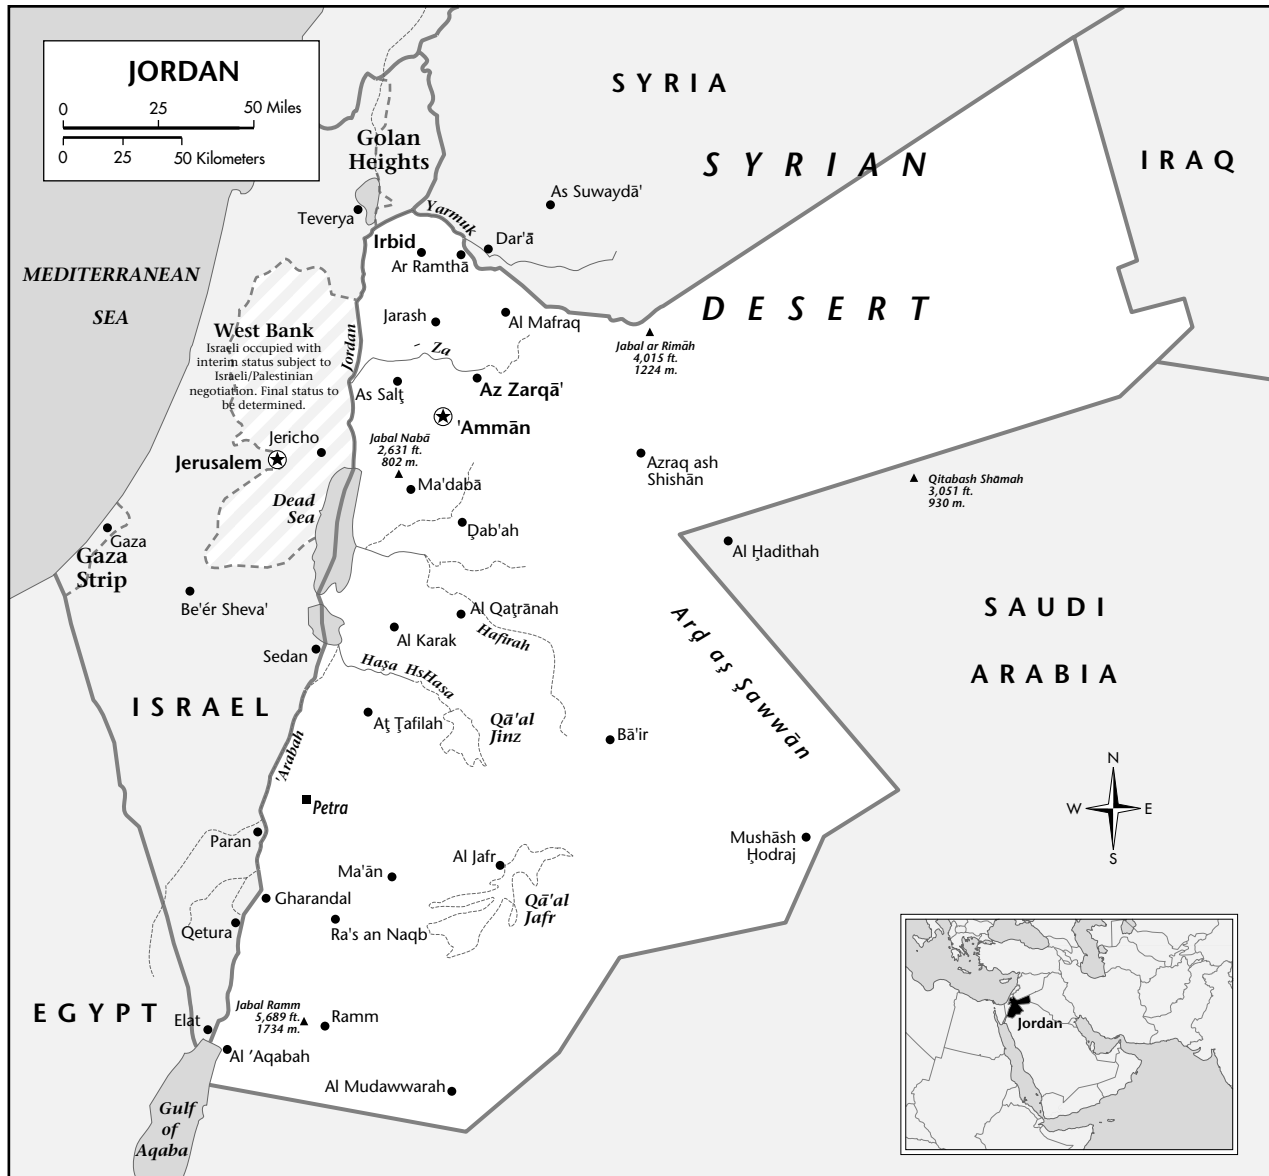 JORDAN
0 25 50 Miles
0 25 50 Kilometers
SYRIA
SYRIAN
DESERT
IRAQ
Golan
Heights
As Suwaydā'
Teverya
Yarmuk
Dar'ā
Irbid
Ar Ramthā
MEDITERRANEAN
SEA
Jarash
Al Mafraq
Jabal ar Rimāh
4,015 ft.
1224 m.
West Bank
Israeli occupied with
interim status subject to
Israeli/Palestinian
negotiation. Final status to
be determined.
Jordan
- Za
As Salţ
Az Zarqā'
'Ammān
Jabal Nabā
2,631 ft.
802 m.
Jericho
Jerusalem
Ma'dabā
Azraq ash
Shishān
Qitabash Shāmah
3,051 ft.
930 m.
Dead
Sea
Ḑab'ah
Gaza
Gaza
Strip
Al Ḩadithah
Be'ér Sheva'
Al Qaţrānah
Al Karak
Hafirah
Sedan
Haşa HsHasa
Arḑ aş Şawwān
SAUDI
ARABIA
ISRAEL
Aţ Ţafilah
Qā'al
Jinz
Bā'ir
'Arabah
Petra
N
W E
S
Paran
Mushāsh
Ḩodraj
Ma'ān
Al Jafr
Gharandal
Qā'al
Jafr
Qetura
Ra's an Naqb
EGYPT
Jabal Ramm
5,689 ft.
1734 m.
Ramm
Elat
Al ’Aqabah
Al Mudawwarah
Gulf
of
Aqaba
Jordan